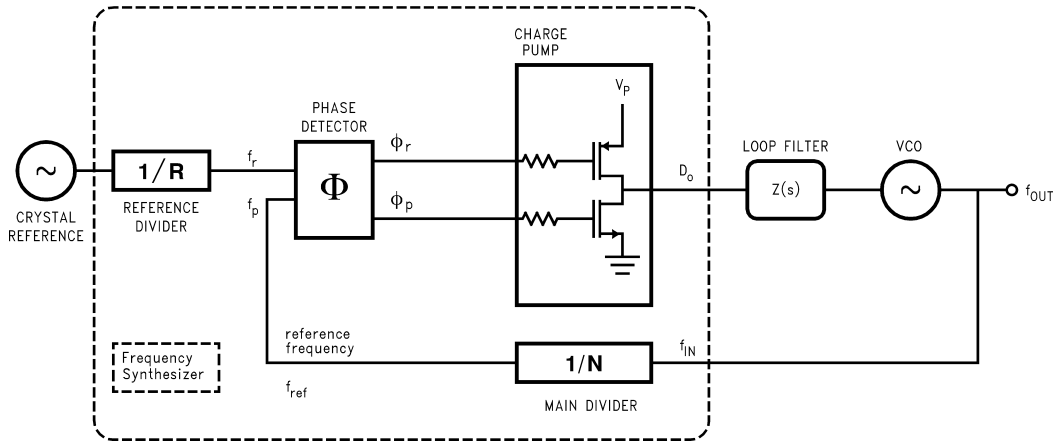 CHARGE
PUMP
V_P
PHASE
DETECTOR
ϕ_r
f_r
1/R
Φ
D_o
LOOP FILTER
Z(s)
VCO
~
~
f_OUT
CRYSTAL
REFERENCE
REFERENCE
DIVIDER
f_p
ϕ_p
reference
frequency
f_ref
1/N
f_IN
MAIN DIVIDER
Frequency
Synthesizer